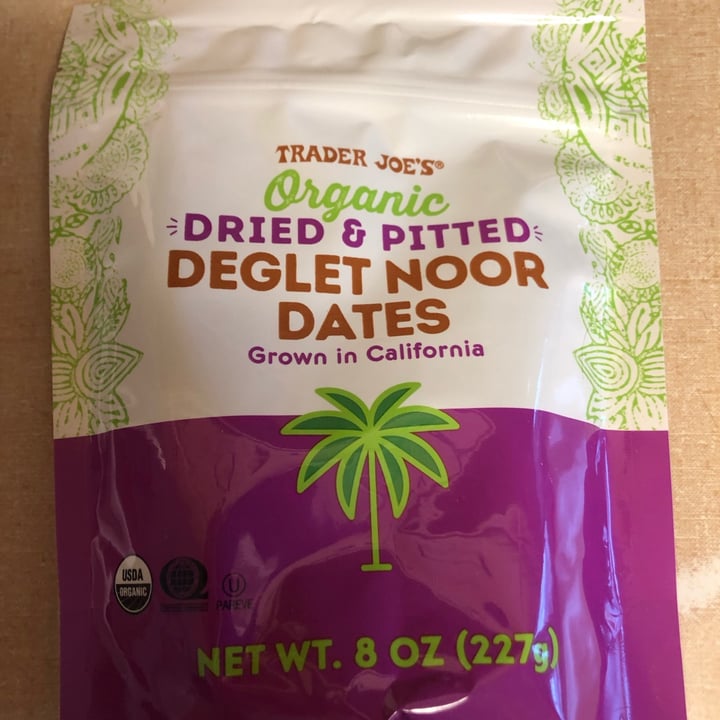 TRADER JOE'S®
Organic
DRIED & PITTED
DEGLET NOOR
DATES
Grown in California
USDA
ORGANIC
U
PAREVE
NET WT. 8 OZ (227g)